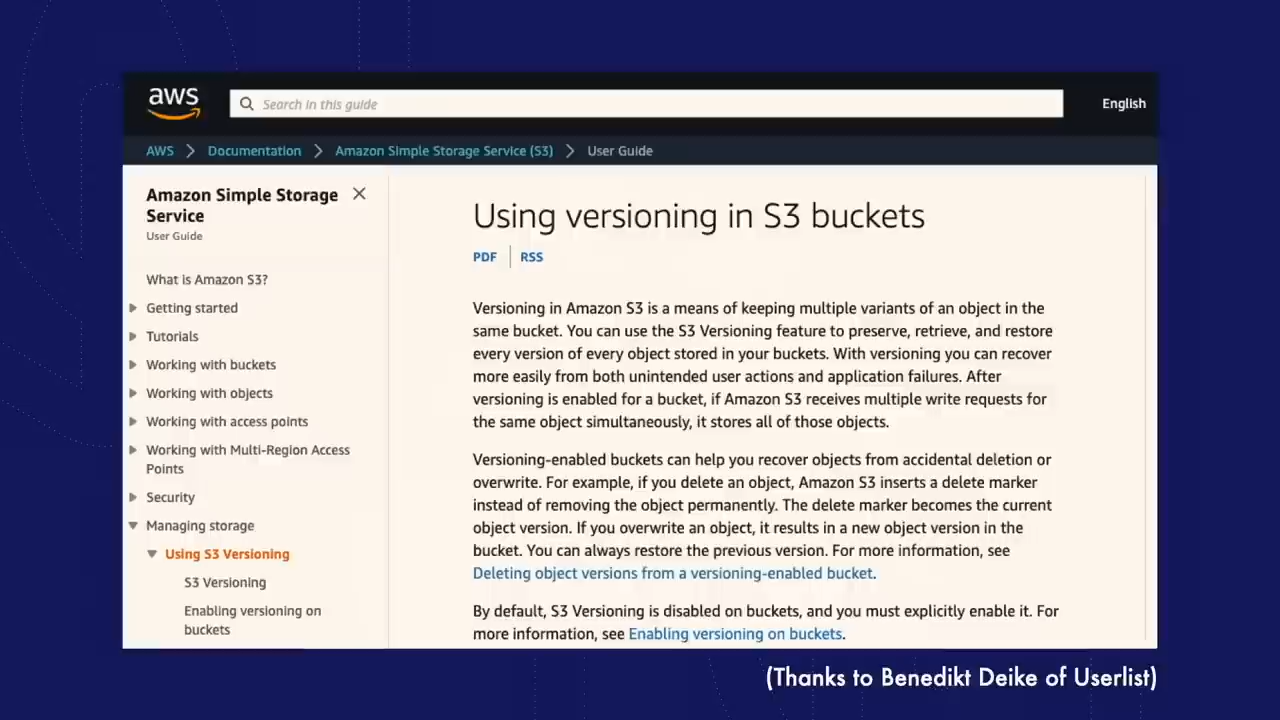 aws
Search in this guide
English
AWS > Documentation > Amazon Simple Storage Service (S3) > User Guide
Amazon Simple Storage
Service
User Guide
What is Amazon S3?
Getting started
Tutorials
Working with buckets
Working with objects
Working with access points
Working with Multi-Region Access
Points
Security
Managing storage
Using S3 Versioning
S3 Versioning
Enabling versioning on
buckets
Using versioning in S3 buckets
PDF | RSS
Versioning in Amazon S3 is a means of keeping multiple variants of an object in the
same bucket. You can use the S3 Versioning feature to preserve, retrieve, and restore
every version of every object stored in your buckets. With versioning you can recover
more easily from both unintended user actions and application failures. After
versioning is enabled for a bucket, if Amazon S3 receives multiple write requests for
the same object simultaneously, it stores all of those objects.
Versioning-enabled buckets can help you recover objects from accidental deletion or
overwrite. For example, if you delete an object, Amazon S3 inserts a delete marker
instead of removing the object permanently. The delete marker becomes the current
object version. If you overwrite an object, it results in a new object version in the
bucket. You can always restore the previous version. For more information, see
Deleting object versions from a versioning-enabled bucket.
By default, S3 Versioning is disabled on buckets, and you must explicitly enable it. For
more information, see Enabling versioning on buckets.
(Thanks to Benedikt Deike of Userlist)